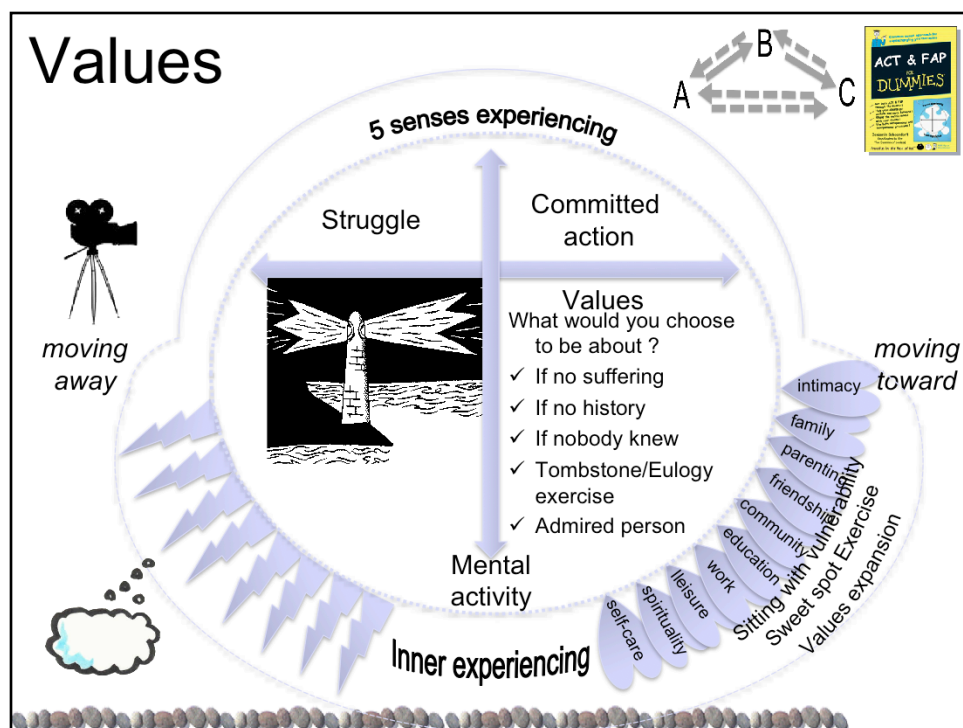 Values
B
A
C
ACT & FAP
FOR
DUMMIES
5 senses experiencing
Struggle
Committed
action
moving
away
moving
toward
Values
What would you choose
to be about ?
✓ If no suffering
✓ If no history
✓ If nobody knew
✓ Tombstone/Eulogy
exercise
✓ Admired person
Mental
activity
Inner experiencing
intimacy
family
parenting
friendship
community
education
work
lleisure
spirituality
self-care
Sitting with Vulnerability
Sweet spot Exercise
Values expansion